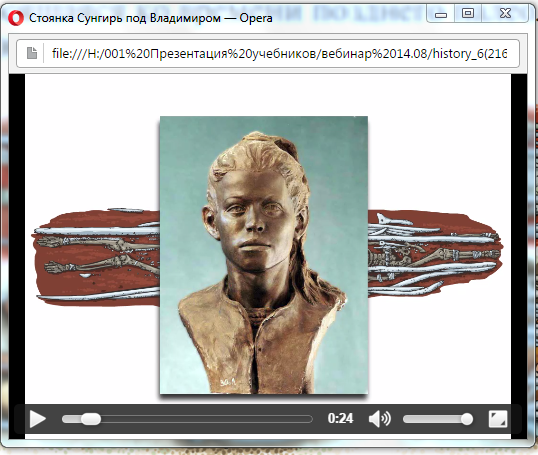 Стоянка Сунгирь под Владимиром — Opera
file:///H:/001%20Презентация%20учебников/вебинар%2014.08/history_6(216
0:24